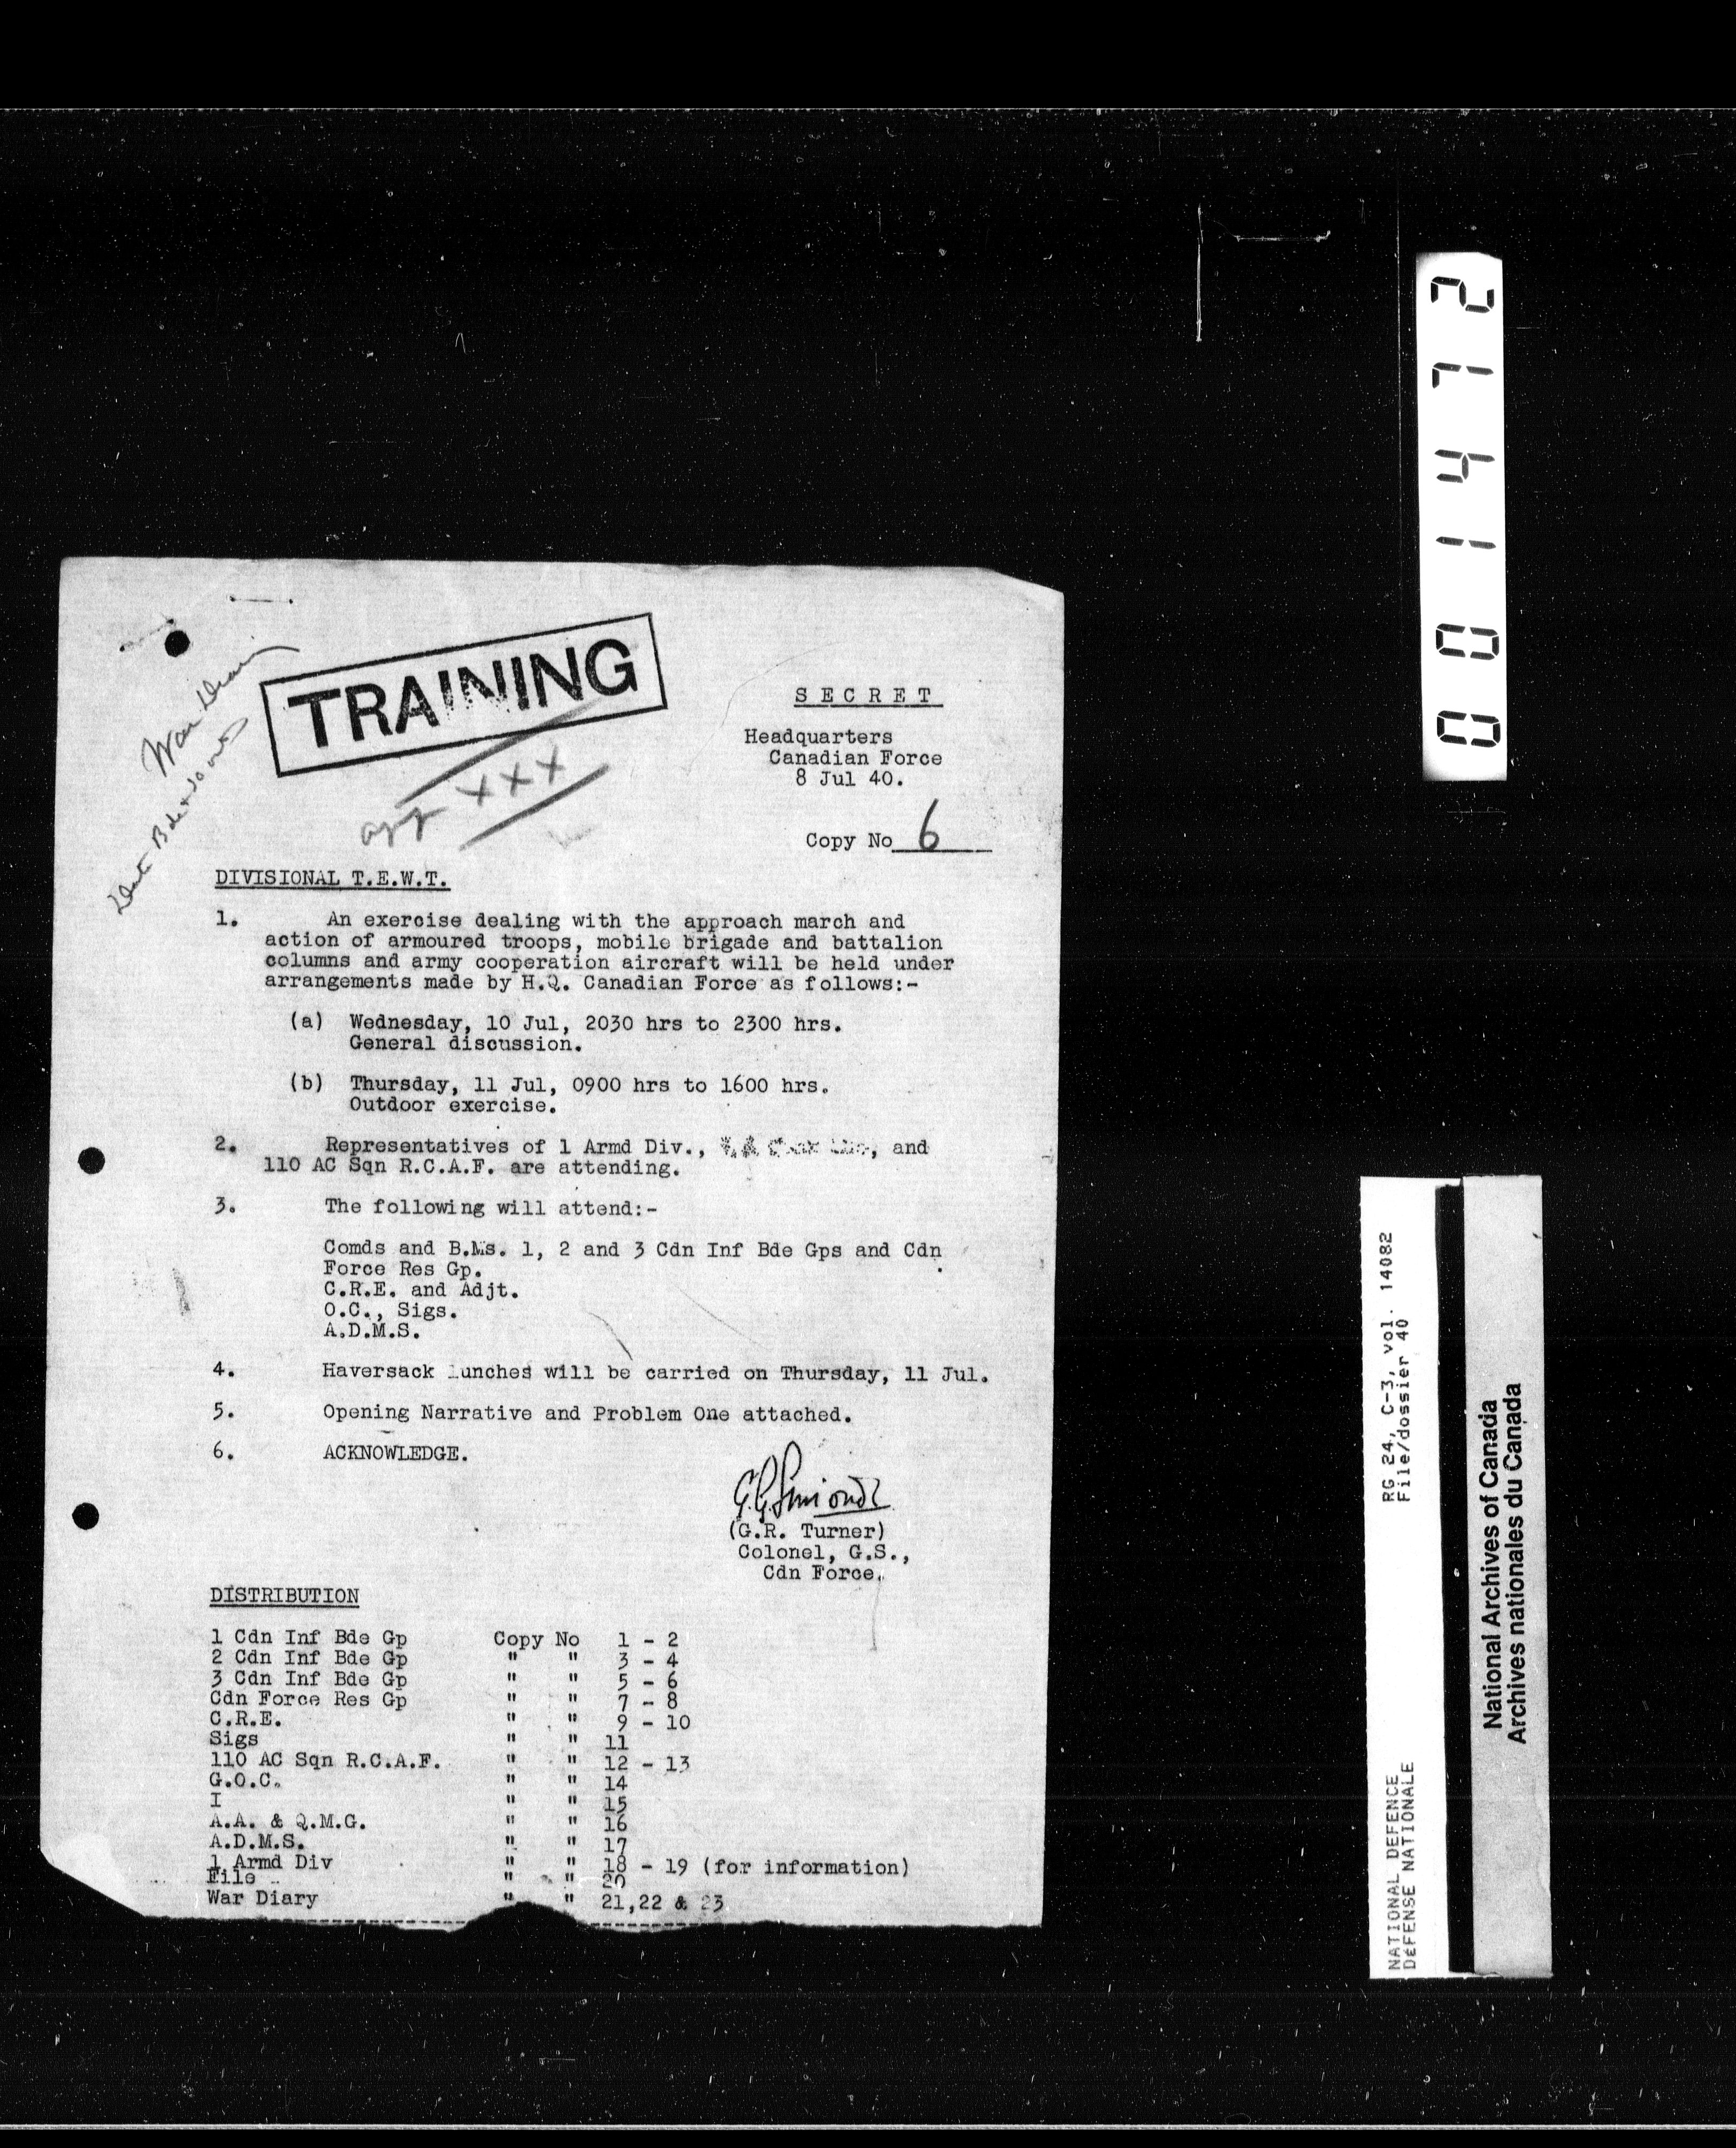 TRAINING
War Diary
app XXX
S E C R E T
Headquarters
Canadian Force
8 Jul 40.
Copy No 6
DIVISIONAL T.E.W.T.
1. An exercise dealing with the approach march and
action of armoured troops, mobile brigade and battalion
columns and army cooperation aircraft will be held under
arrangements made by H.Q. Canadian Force as follows:-
(a) Wednesday, 10 Jul, 2030 hrs to 2300 hrs.
General discussion.
(b) Thursday, 11 Jul, 0900 hrs to 1600 hrs.
Outdoor exercise.
2. Representatives of 1 Armd Div., , and
110 AC Sqn R.C.A.F. are attending.
3. The following will attend:-
Comds and B.Ms. 1, 2 and 3 Cdn Inf Bde Gps and Cdn
Force Res Gp.
C.R.E. and Adjt.
O.C., Sigs.
A.D.M.S.
4. Haversack lunches will be carried on Thursday, 11 Jul.
5. Opening Narrative and Problem One attached.
6. ACKNOWLEDGE.
G.G. Simonds
(G.R. Turner)
Colonel, G.S.,
Cdn Force.
DISTRIBUTION
1 Cdn Inf Bde Gp Copy No 1 - 2
2 Cdn Inf Bde Gp " " 3 - 4
3 Cdn Inf Bde Gp " " 5 - 6
Cdn Force Res Gp " " 7 - 8
C.R.E. " " 9 - 10
Sigs " " 11
110 AC Sqn R.C.A.F. " " 12 - 13
G.O.C. " " 14
I " " 15
A.A. & Q.M.G. " " 16
A.D.M.S. " " 17
1 Armd Div " " 18 - 19 (for information)
File " " 20
War Diary " " 21,22 & 23
001472
RG 24, C-3, vol. 14082
File/dossier 40
NATIONAL DEFENCE
DÉFENSE NATIONALE
National Archives of Canada
Archives nationales du Canada